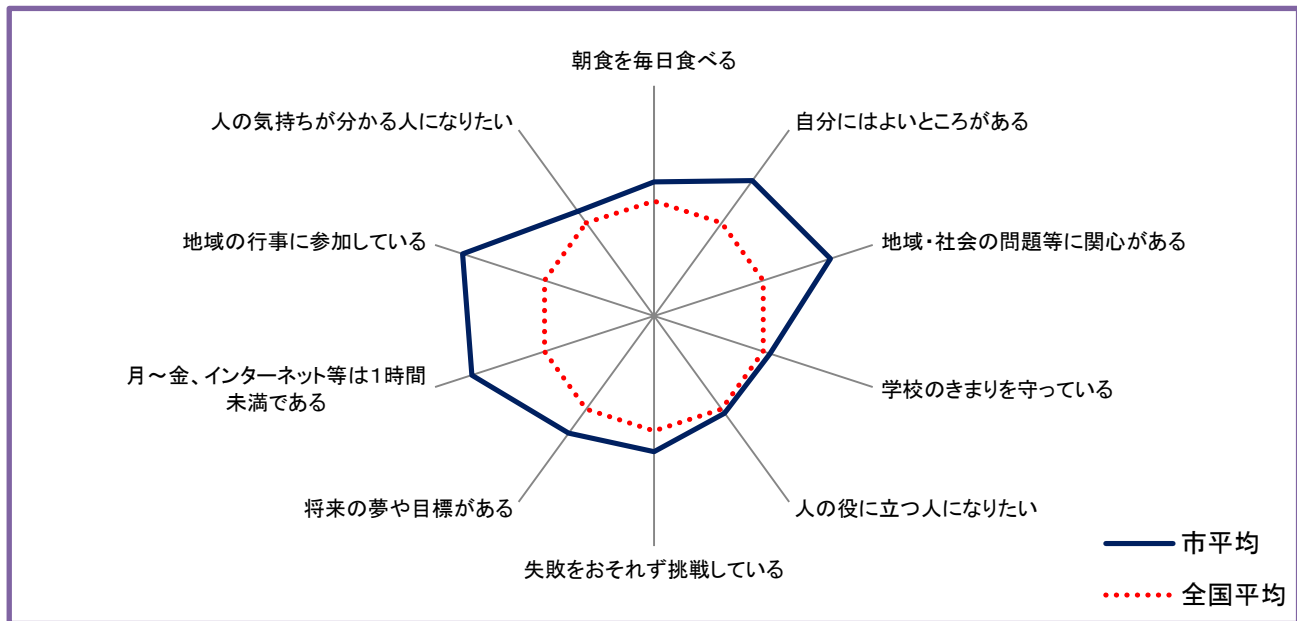 朝食を毎日食べる
人の気持ちが分かる人になりたい
自分にはよいところがある
地域の行事に参加している
地域・社会の問題等に関心がある
月～金、インターネット等は１時間
未満である
学校のきまりを守っている
将来の夢や目標がある
人の役に立つ人になりたい
失敗をおそれず挑戦している
市平均
全国平均